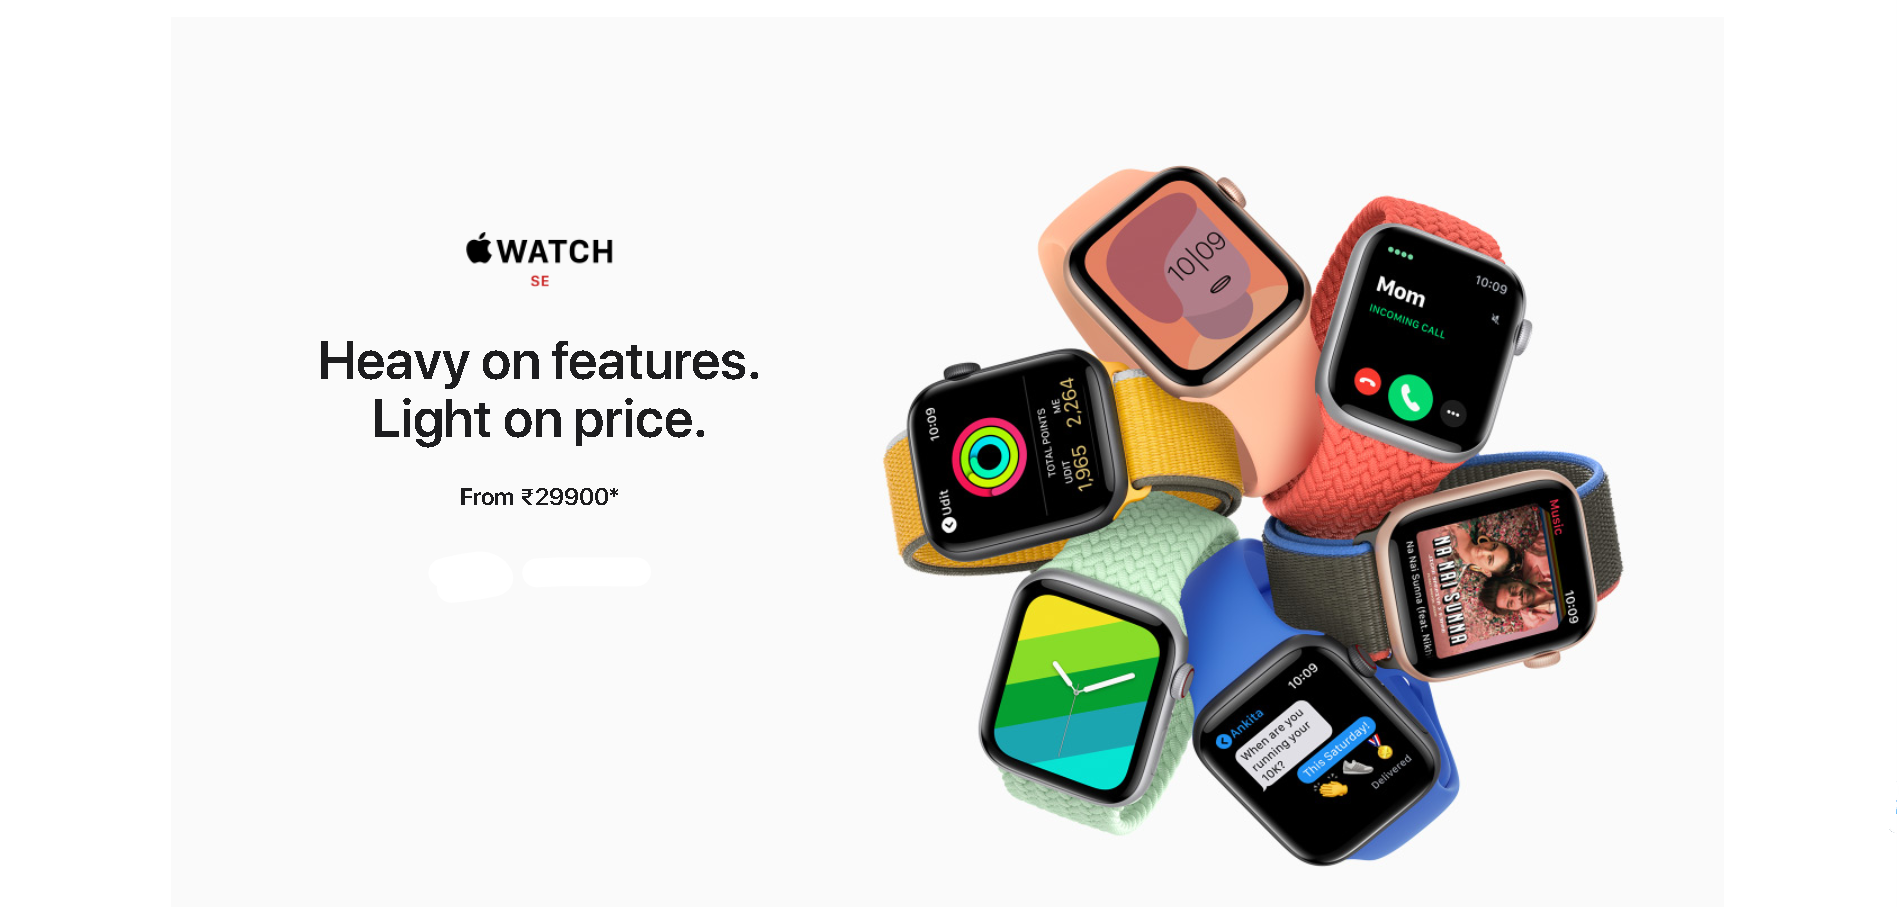 WATCH
SE
Heavy on features.
Light on price.
From ₹29900*
10|09
Mom
10:09
INCOMING CALL
10:09
Udit
TOTAL POINTS
UDIT ME
1,965 2,264
Music
10:09
NA NAI SUNNA
Na Nai Sunna (feat. Nikh
10:09
Ankita
When are you
running your
10K?
This Saturday!
Delivered